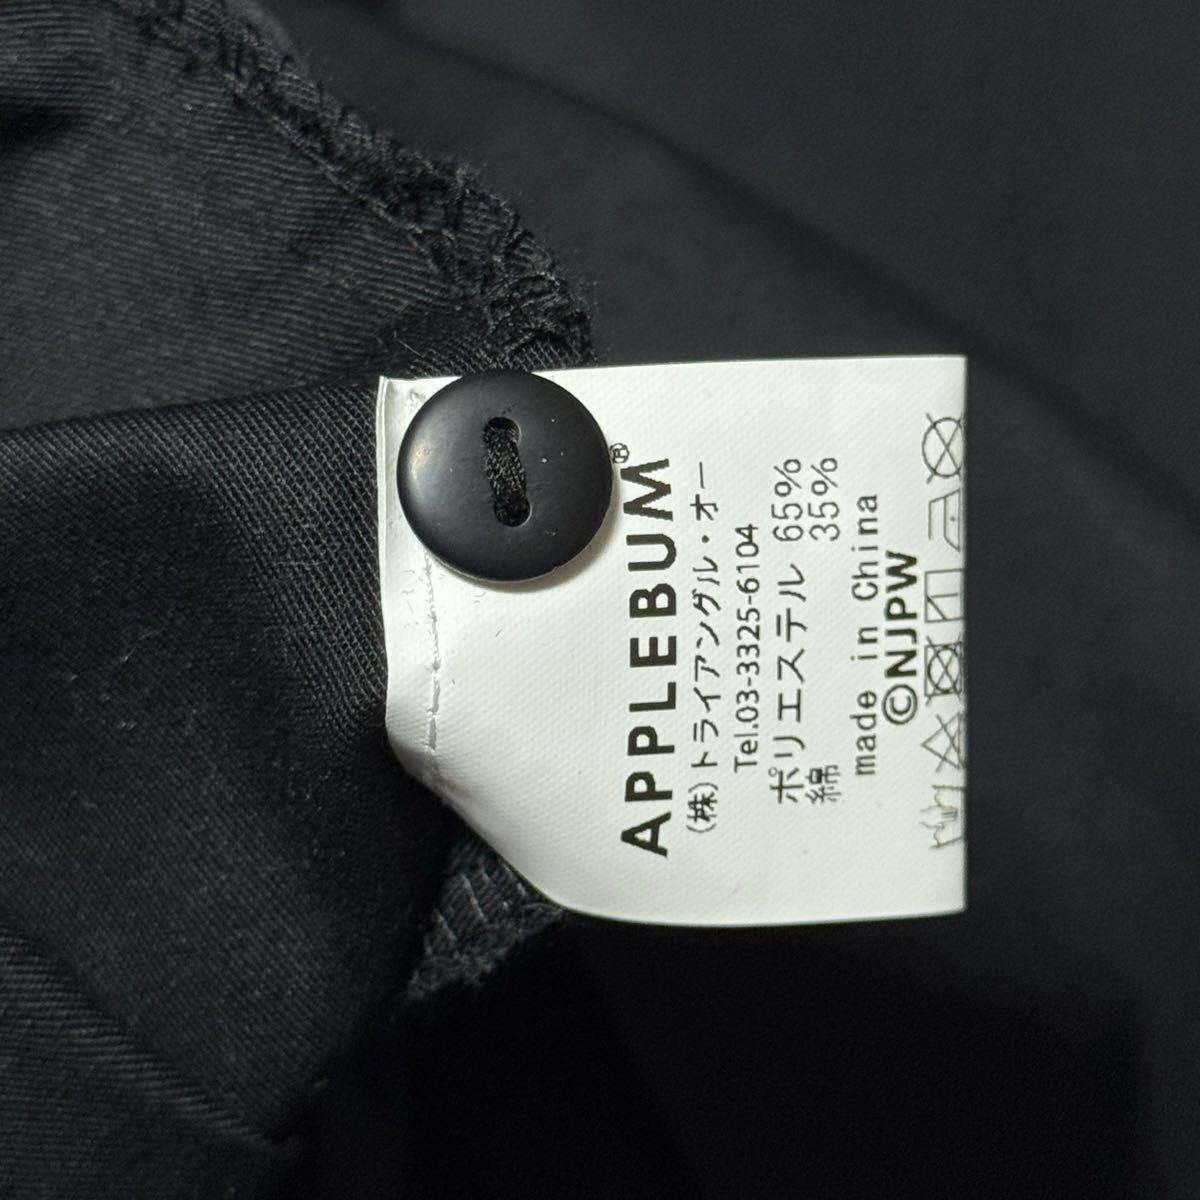 APPLEBUM®
(株)トライアングル・オー
Tel.03-3325-6104
ポリエステル 65%
綿 35%
made in China
©NJPW